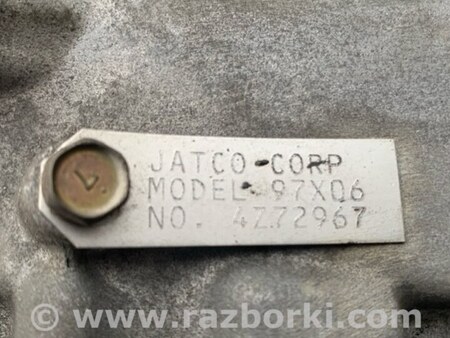 JATCO CORP
MODEL 97X06
NO. 4Z72967
© www.razborki.com